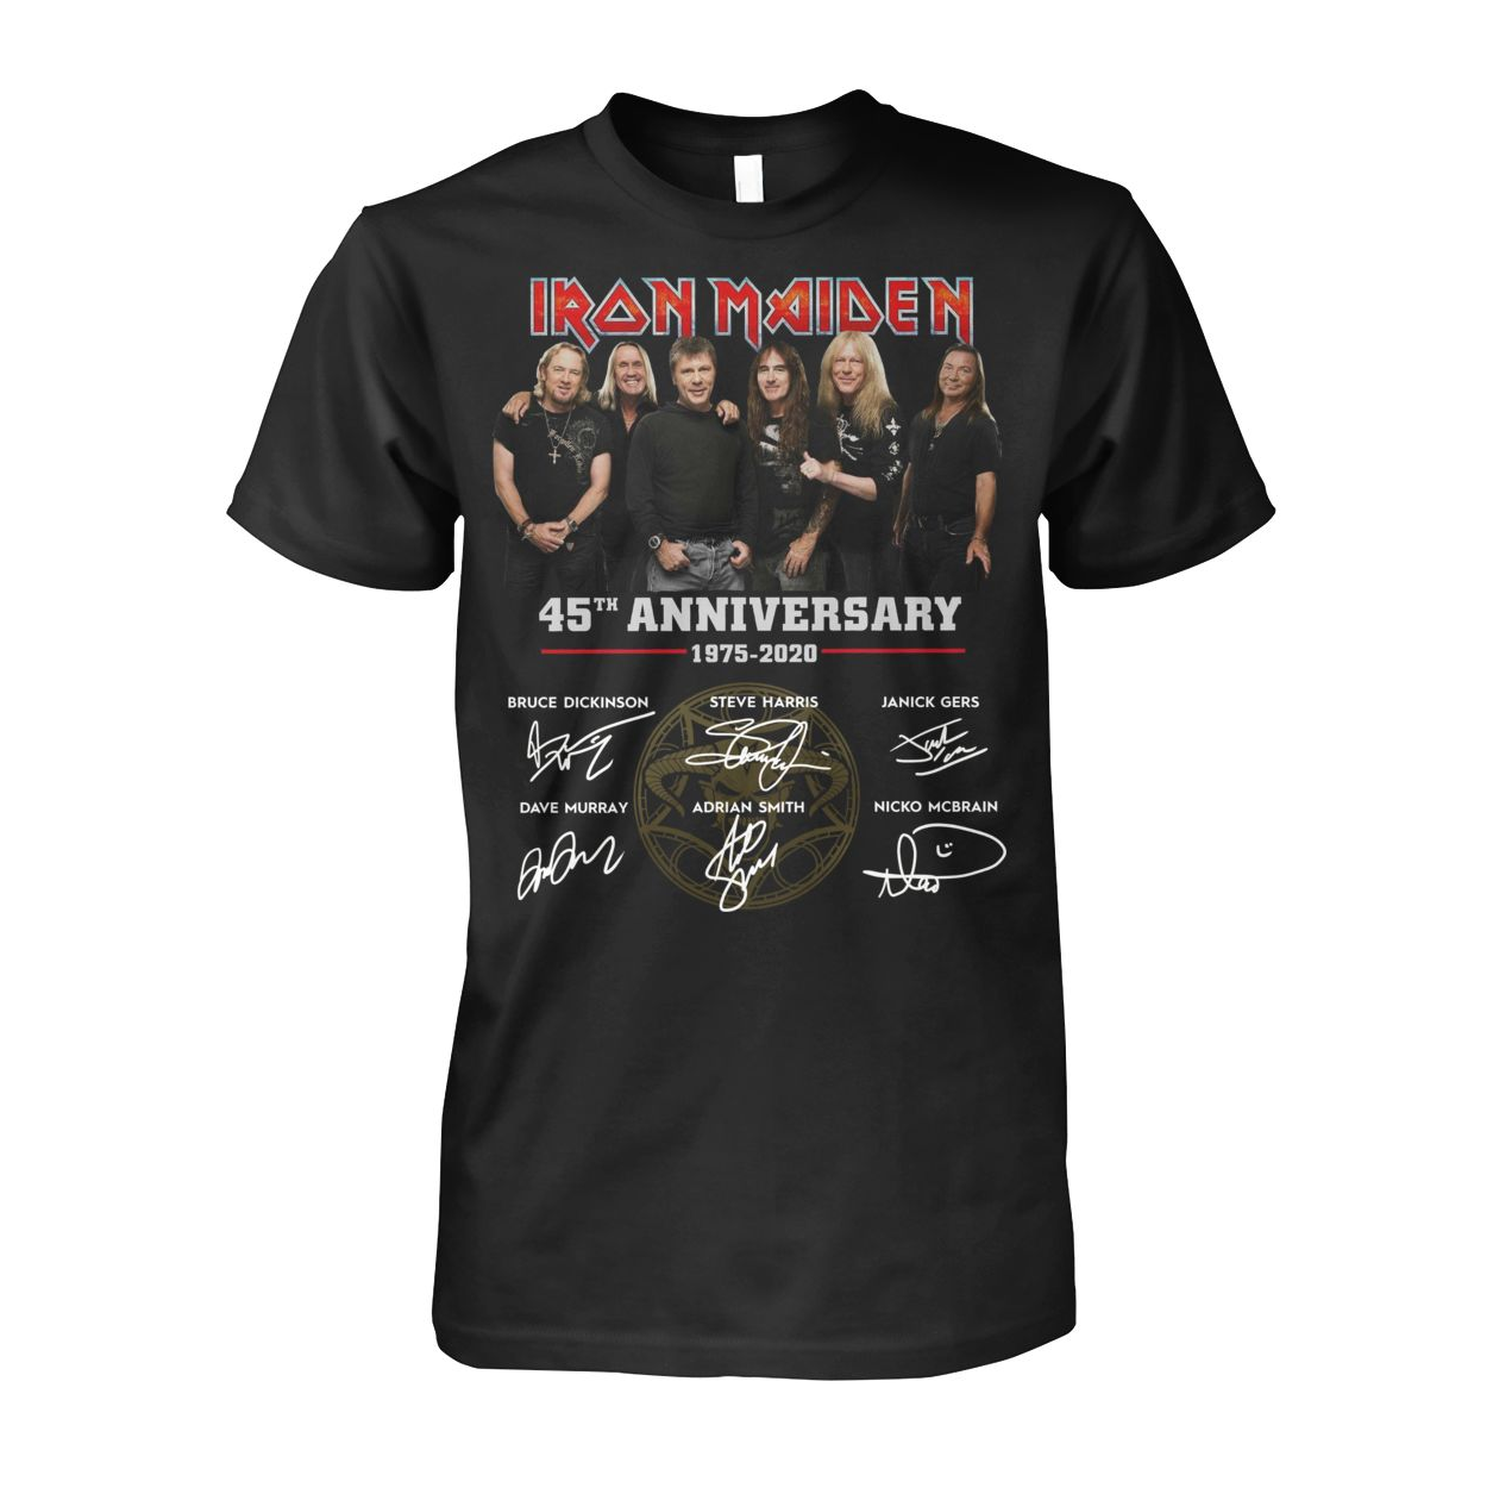 IRON MAIDEN
45TH ANNIVERSARY
1975-2020
BRUCE DICKINSON STEVE HARRIS JANICK GERS
DAVE MURRAY ADRIAN SMITH NICKO MCBRAIN